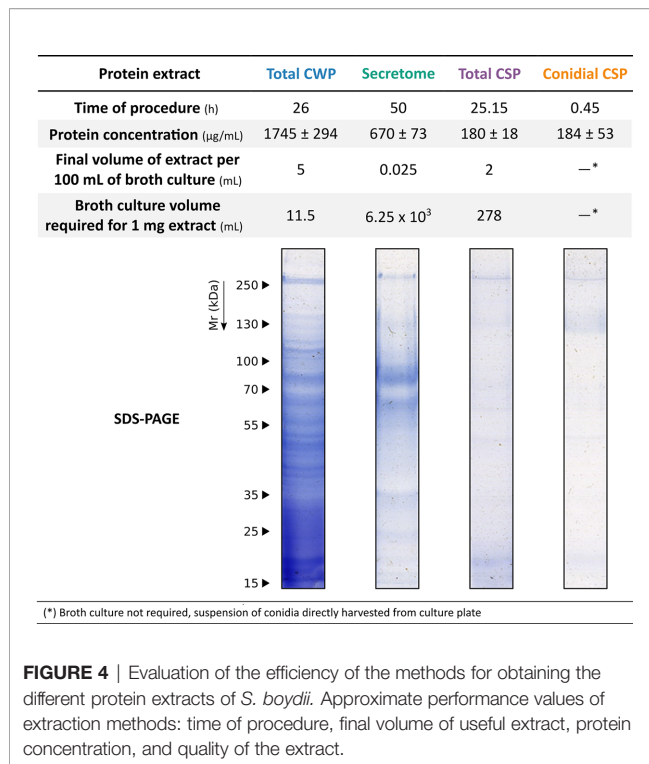 Protein extract Total CWP Secretome Total CSP Conidial CSP
Time of procedure (h) 26 50 25.15 0.45
Protein concentration (µg/mL) 1745 ± 294 670 ± 73 180 ± 18 184 ± 53
Final volume of extract per
100 mL of broth culture (mL) 5 0.025 2 —*
Broth culture volume
required for 1 mg extract (mL) 11.5 6.25 x 10³ 278 —*
Mr (kDa)
250 ►
130 ►
100 ►
70 ►
SDS-PAGE
55 ►
35 ►
25 ►
15 ►
(*) Broth culture not required, suspension of conidia directly harvested from culture plate
FIGURE 4 | Evaluation of the efficiency of the methods for obtaining the
different protein extracts of S. boydii. Approximate performance values of
extraction methods: time of procedure, final volume of useful extract, protein
concentration, and quality of the extract.